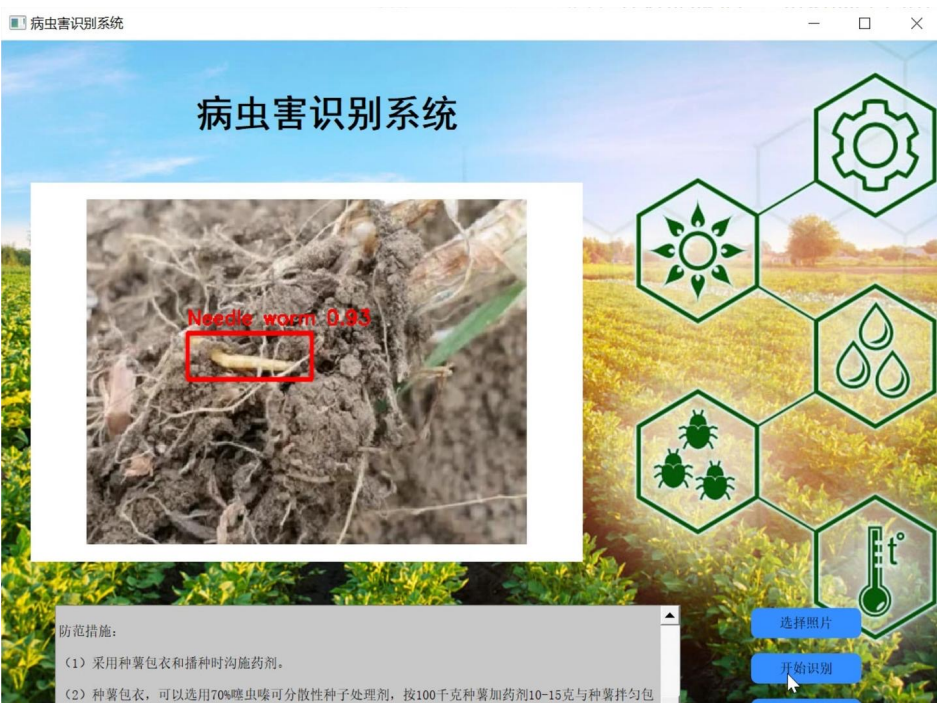 病虫害识别系统
病虫害识别系统
Needle worm 0.93
t°
防范措施：
（1）采用种薯包衣和播种时沟施药剂。
（2）种薯包衣，可以选用70%噻虫嗪可分散性种子处理剂，按100千克种薯加药剂10-15克与种薯拌匀包
选择照片
开始识别